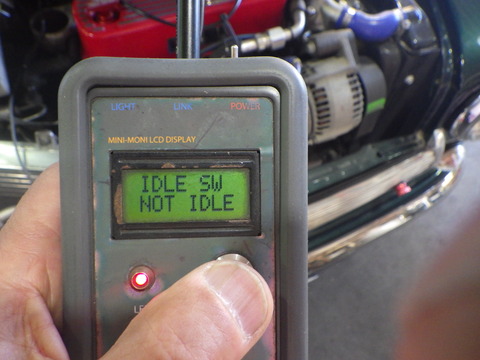 LIGHT LINK POWER
MINI-MONI LCD DISPLAY
IDLE SW
NOT IDLE